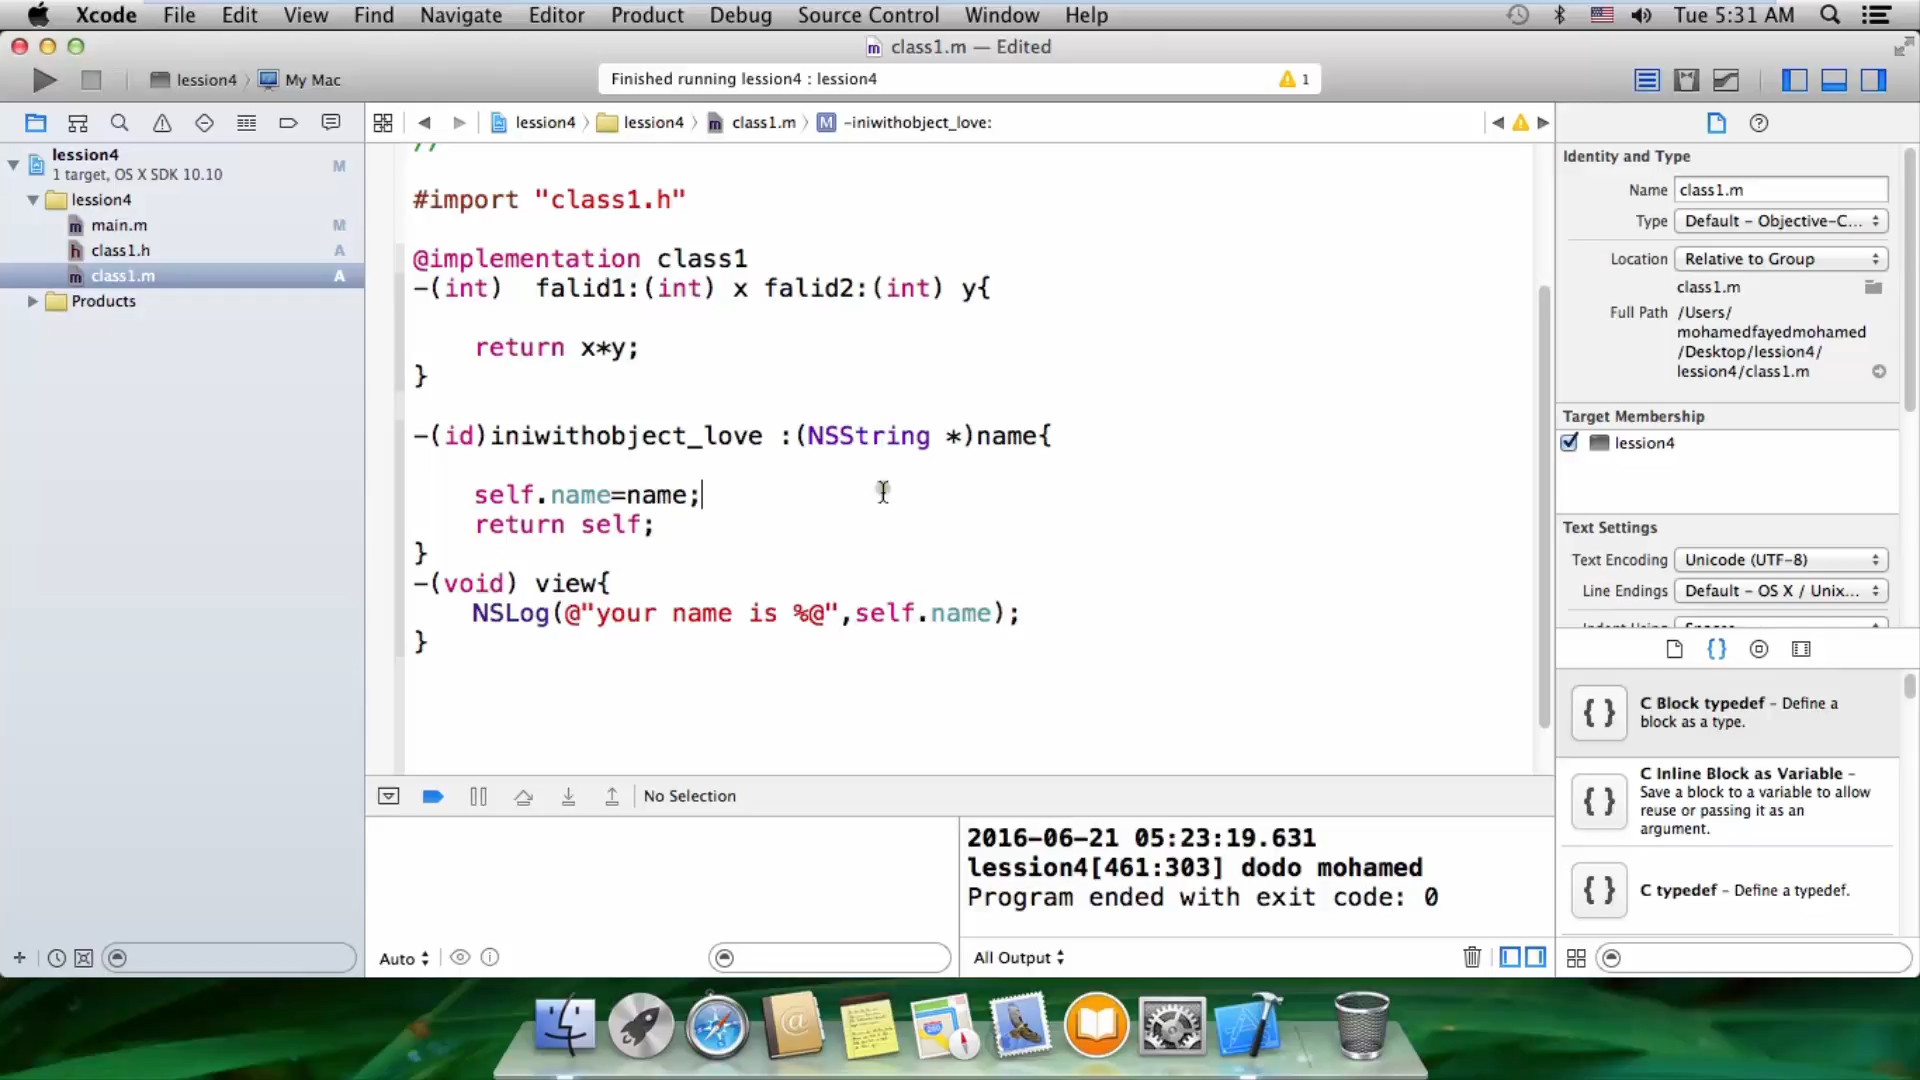 Xcode File Edit View Find Navigate Editor Product Debug Source Control Window Help Tue 5:31 AM
class1.m — Edited
lession4 My Mac
Finished running lession4 : lession4
1
lession4 lession4 class1.m -iniwithobject_love:
lession4 M
1 target, OS X SDK 10.10
lession4
main.m M
class1.h A
class1.m A
Products
//
#import "class1.h"
@implementation class1
-(int)  falid1:(int) x falid2:(int) y{
return x*y;
}
-(id)iniwithobject_love :(NSString *)name{
self.name=name;
return self;
}
-(void) view{
NSLog(@"your name is %@",self.name);
}
No Selection
2016-06-21 05:23:19.631
lession4[461:303] dodo mohamed
Program ended with exit code: 0
Auto
All Output
Identity and Type
Name class1.m
Type Default - Objective-C...
Location Relative to Group
class1.m
Full Path /Users/
mohamedfayedmohamed
/Desktop/lession4/
lession4/class1.m
Target Membership
lession4
Text Settings
Text Encoding Unicode (UTF-8)
Line Endings Default - OS X / Unix...
{ } C Block typedef - Define a
block as a type.
{ } C Inline Block as Variable -
Save a block to a variable to allow
reuse or passing it as an
argument.
{ } C typedef - Define a typedef.